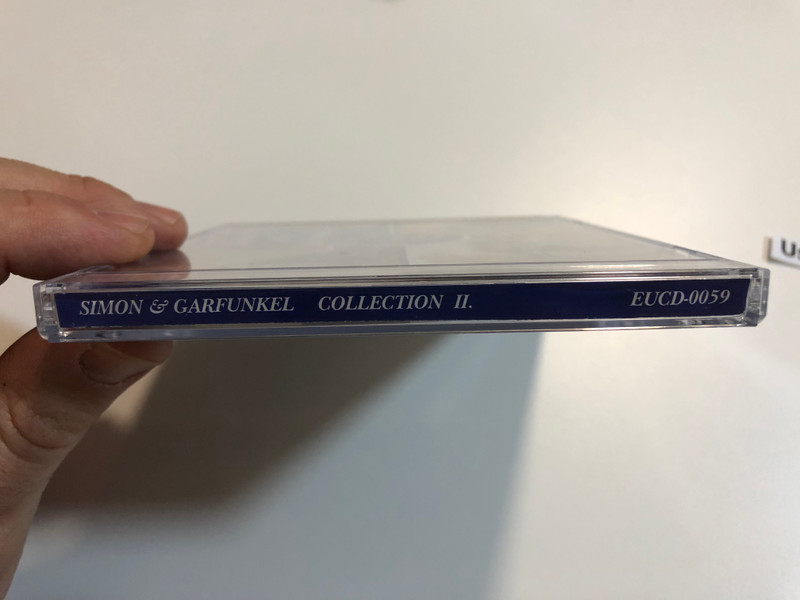 SIMON & GARFUNKEL COLLECTION II. EUCD-0059